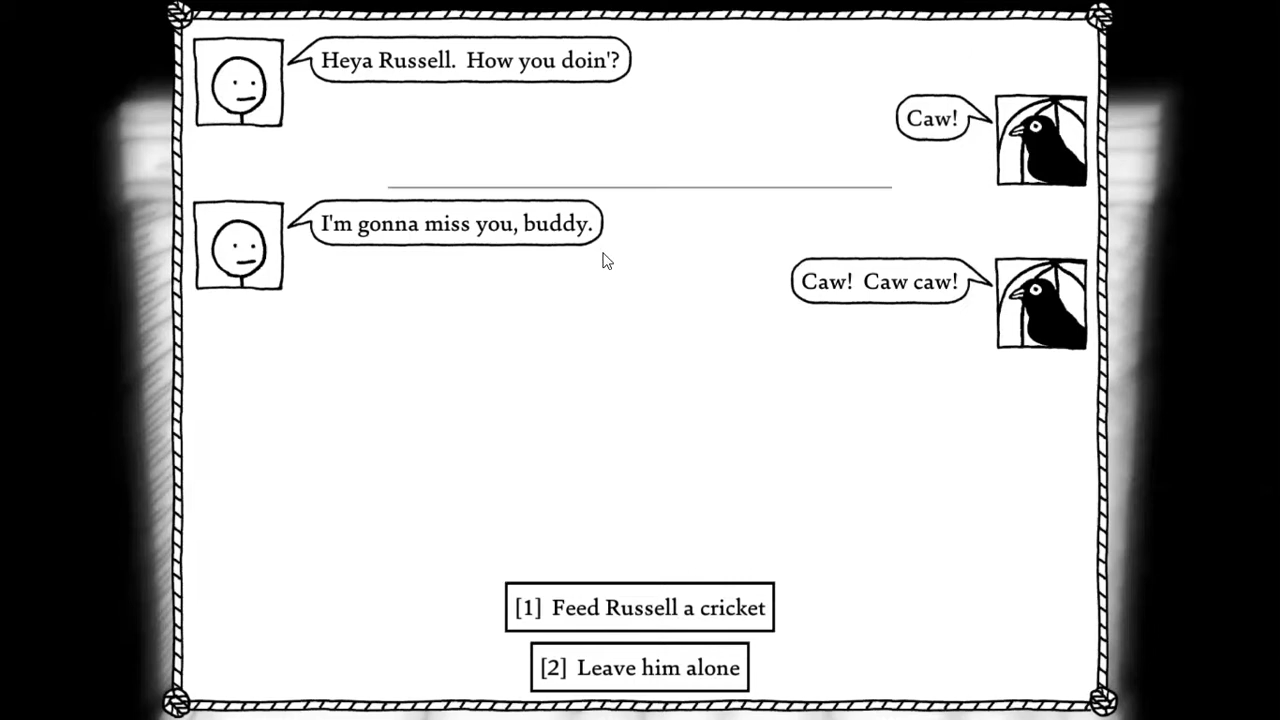 Heya Russell.  How you doin'?
Caw!
I'm gonna miss you, buddy.
Caw!  Caw caw!
[1]  Feed Russell a cricket
[2]  Leave him alone